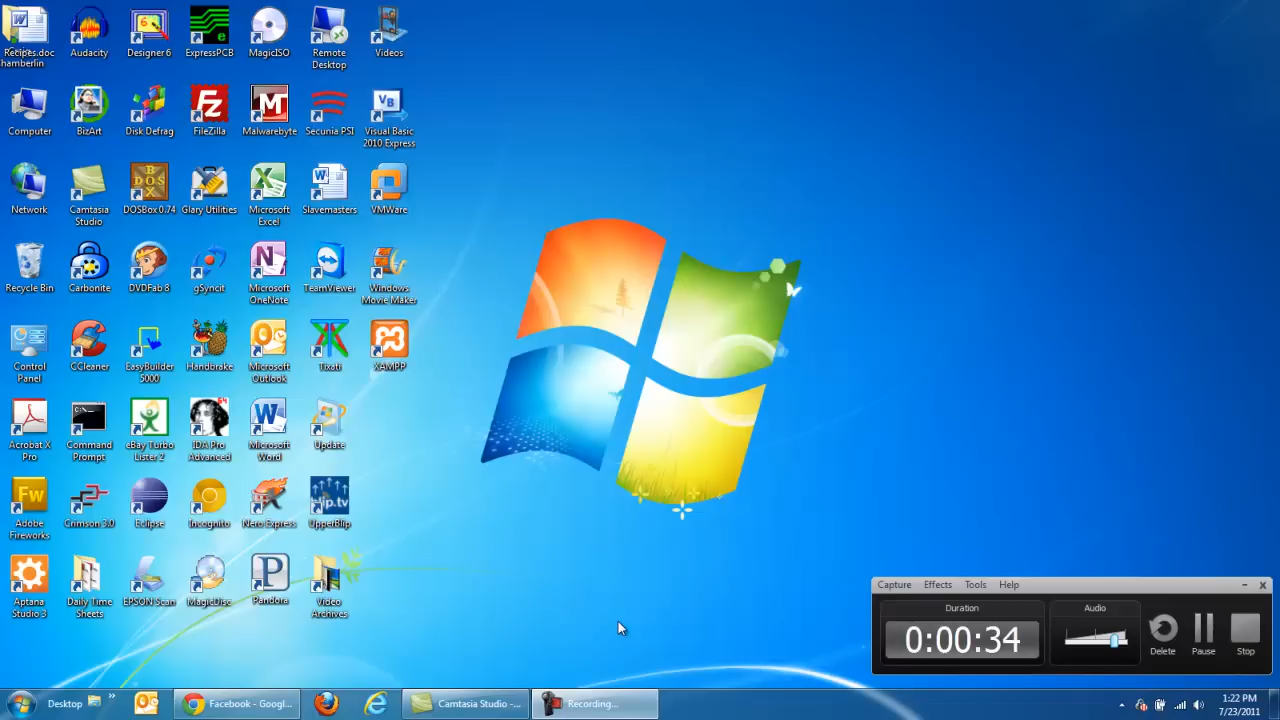 Recipes.doc
hamberlin
Audacity
Designer 6
ExpressPCB
MagicISO
Remote
Desktop
Videos
Computer
BizArt
Disk Defrag
FileZilla
Malwarebyte
Secunia PSI
Visual Basic
2010 Express
Network
Camtasia
Studio
DOSBox 0.74
Glary Utilities
Microsoft
Excel
Slavemasters
VMWare
Recycle Bin
Carbonite
DVDFab 8
gSyncit
Microsoft
OneNote
TeamViewer
Windows
Movie Maker
Control
Panel
CCleaner
EasyBuilder
5000
Handbrake
Microsoft
Outlook
Tixati
XAMPP
Acrobat X
Pro
Command
Prompt
eBay Turbo
Lister 2
IDA Pro
Advanced
Microsoft
Word
Update
Adobe
Fireworks
Crimson 3.0
Eclipse
Incognito
Nero Express
UpperBlip
Aptana
Studio 3
Daily Time
Sheets
EPSON Scan
MagicDisc
Pandora
Video
Archives
Capture Effects Tools Help
Duration
0:00:34
Audio
Delete
Pause
Stop
Desktop
Facebook - Googl...
Camtasia Studio -...
Recording...
1:22 PM
7/23/2011